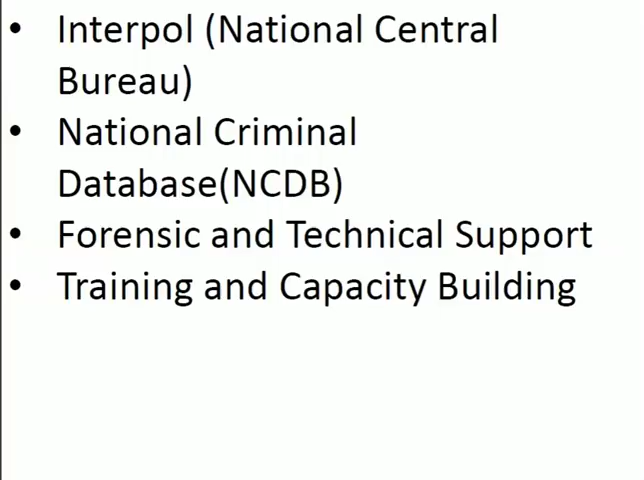 • Interpol (National Central
Bureau)
• National Criminal
Database(NCDB)
• Forensic and Technical Support
• Training and Capacity Building